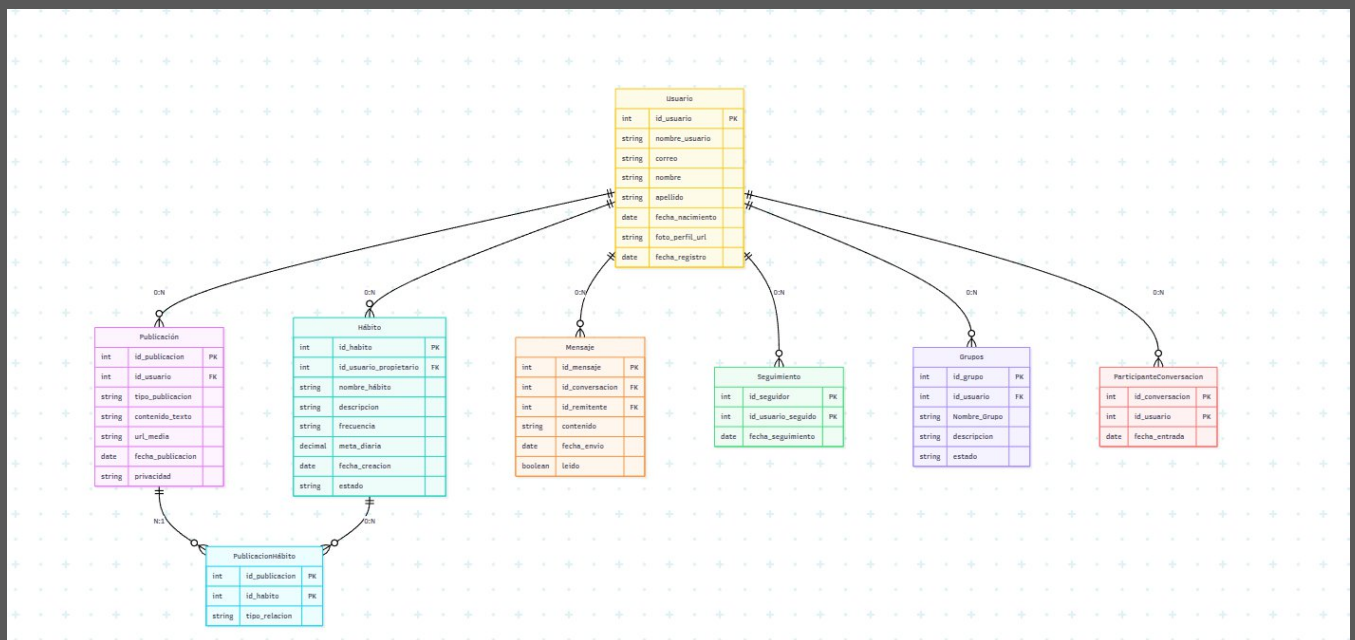 Usuario
int id_usuario PK
string nombre_usuario
string correo
string nombre
string apellido
date fecha_nacimiento
string foto_perfil_url
date fecha_registro
0:N
0:N
0:N
0:N
0:N
0:N
Publicación
int id_publicacion PK
int id_usuario FK
string tipo_publicacion
string contenido_texto
string url_media
date fecha_publicacion
string privacidad
Hábito
int id_habito PK
int id_usuario_propietario FK
string nombre_hábito
string descripcion
string frecuencia
decimal meta_diaria
date fecha_creacion
string estado
Mensaje
int id_mensaje PK
int id_conversacion FK
int id_remitente FK
string contenido
date fecha_envio
boolean leido
Seguimiento
int id_seguidor PK
int id_usuario_seguido PK
date fecha_seguimiento
Grupos
int id_grupo PK
int id_usuario FK
string Nombre_Grupo
string descripcion
string estado
ParticipanteConversacion
int id_conversacion PK
int id_usuario PK
date fecha_entrada
N:1
0:N
PublicacionHábito
int id_publicacion PK
int id_habito PK
string tipo_relacion